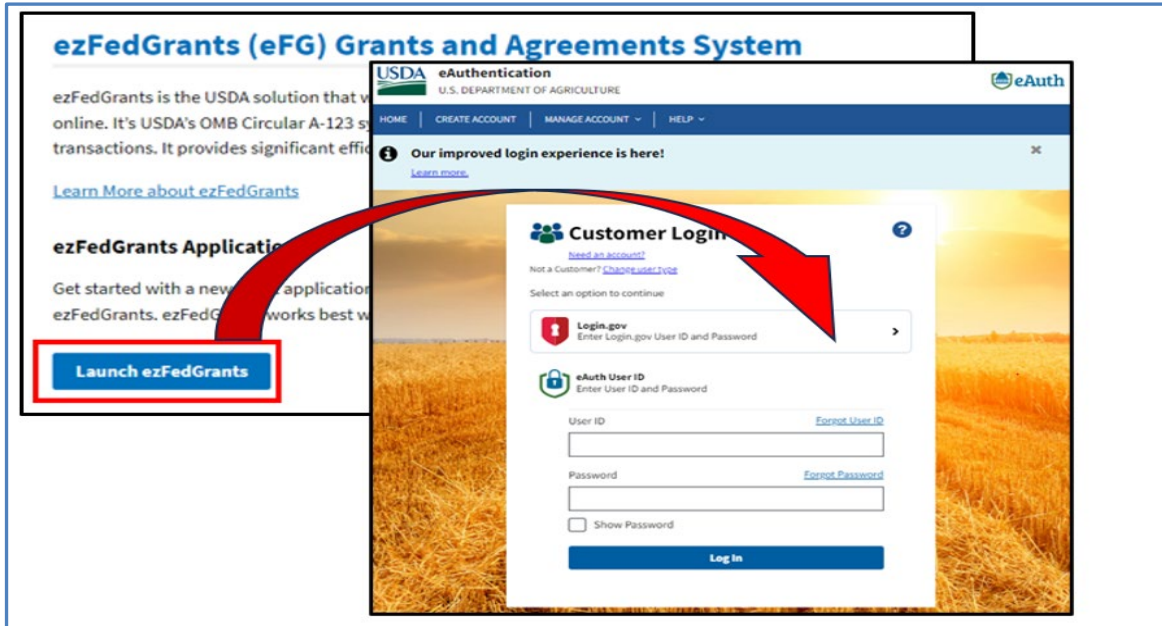 ezFedGrants (eFG) Grants and Agreements System
ezFedGrants is the USDA solution that
online. It's USDA's OMB Circular A-123
transactions. It provides significant
Learn More about ezFedGrants
ezFedGrants
Get started with a new application
ezFedGrants. works best
Launch ezFedGrants
USDA eAuthentication
U.S. DEPARTMENT OF AGRICULTURE
eAuth
HOME CREATE ACCOUNT MANAGE ACCOUNT HELP
Our improved login experience is here!
Learn more.
Customer Login
Need an account?
Not a Customer? Change user type
Select an option to continue
Login.gov
Enter Login.gov User ID and Password
eAuth User ID
Enter User ID and Password
User ID Forgot User ID
Password Forgot Password
Show Password
Log In